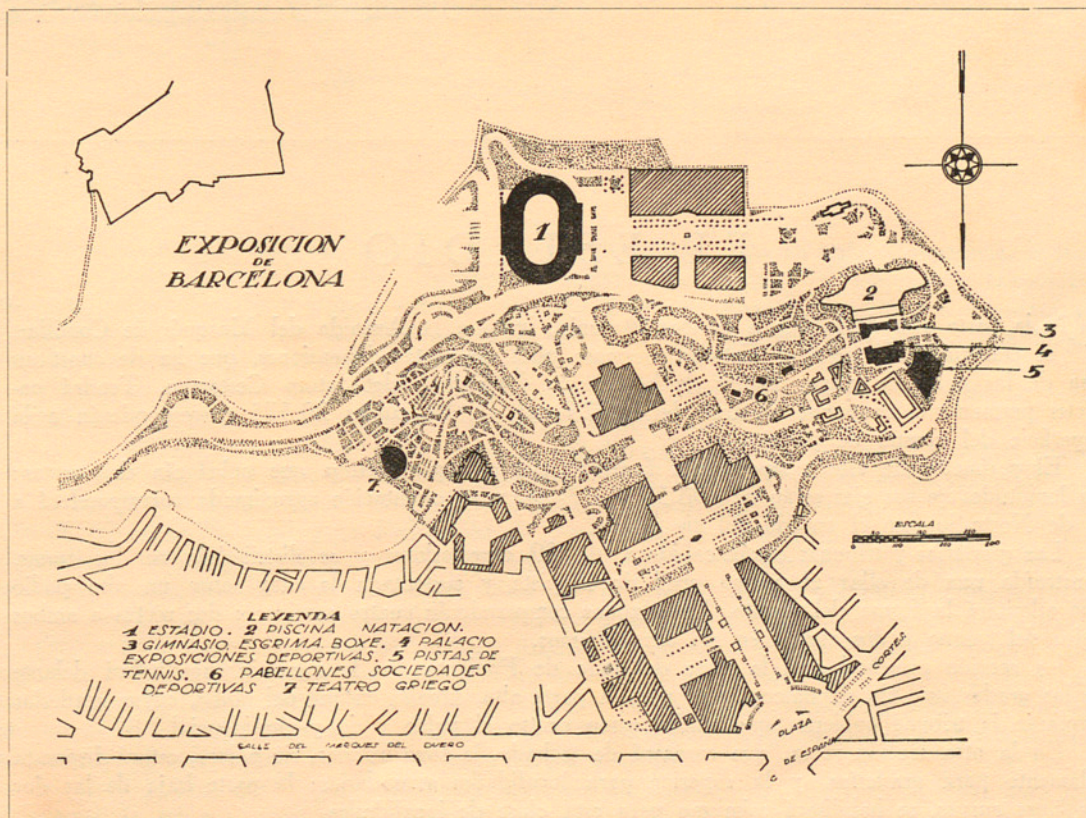 EXPOSICION
DE
BARCELONA
1
2
3
4
5
6
7
ESCALA
LEYENDA
1 ESTADIO. 2 PISCINA NATACION.
3 GIMNASIO, ESGRIMA, BOXE. 4 PALACIO
EXPOSICIONES DEPORTIVAS. 5 PISTAS DE
TENNIS. 6 PABELLONES SOCIEDADES
DEPORTIVAS 7 TEATRO GRIEGO
CALLE DEL MARQUES DEL DUERO
PLAZA
DE ESPAÑA
CORTES